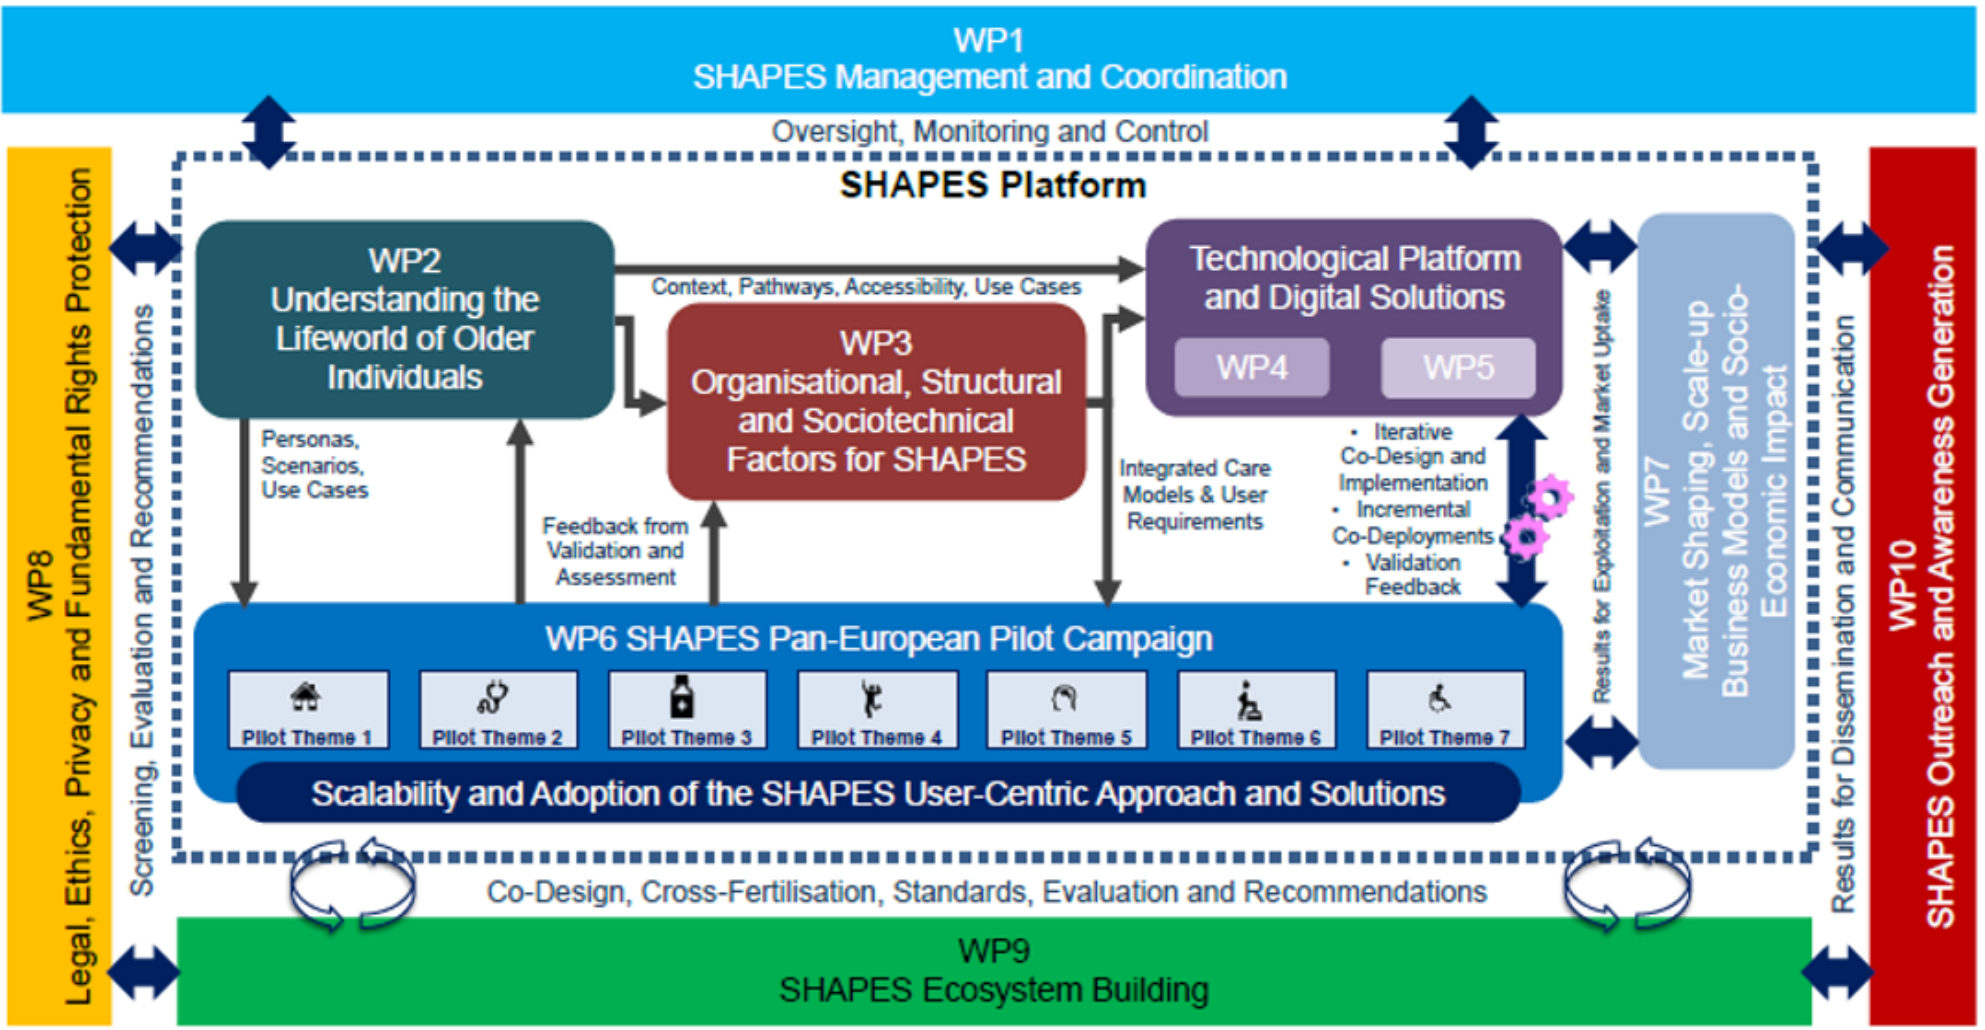 WP1
SHAPES Management and Coordination
Oversight, Monitoring and Control
SHAPES Platform
WP8
Legal, Ethics, Privacy and Fundamental Rights Protection
Screening, Evaluation and Recommendations
WP2
Understanding the
Lifeworld of Older
Individuals
Context, Pathways, Accessibility, Use Cases
WP3
Organisational, Structural
and Sociotechnical
Factors for SHAPES
Technological Platform
and Digital Solutions
WP4
WP5
Personas,
Scenarios,
Use Cases
Feedback from
Validation and
Assessment
Integrated Care
Models & User
Requirements
• Iterative
Co-Design and
Implementation
• Incremental
Co-Deployments
• Validation
Feedback
Results for Exploitation and Market Uptake
WP7
Market Shaping, Scale-up
Business Models and Socio-
Economic Impact
Results for Dissemination and Communication
WP10
SHAPES Outreach and Awareness Generation
WP6 SHAPES Pan-European Pilot Campaign
Pilot Theme 1
Pilot Theme 2
Pilot Theme 3
Pilot Theme 4
Pilot Theme 5
Pilot Theme 6
Pilot Theme 7
Scalability and Adoption of the SHAPES User-Centric Approach and Solutions
Co-Design, Cross-Fertilisation, Standards, Evaluation and Recommendations
WP9
SHAPES Ecosystem Building